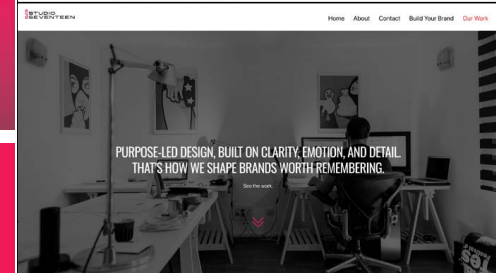 STUDIO
SEVENTEEN
Home About Contact Build Your Brand Our Work
PURPOSE-LED DESIGN, BUILT ON CLARITY, EMOTION, AND DETAIL.
THAT'S HOW WE SHAPE BRANDS WORTH REMEMBERING.
See the work.
Yes